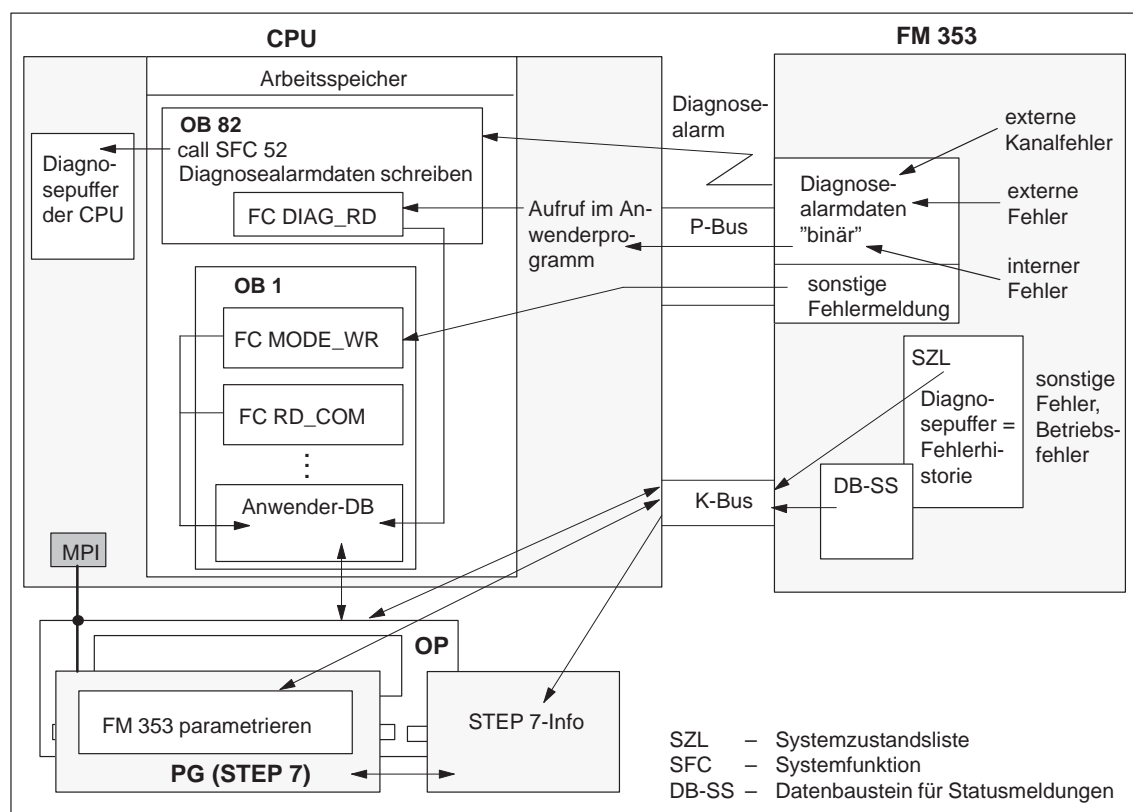 CPU
FM 353
Arbeitsspeicher
OB 82
call SFC 52
Diagnosealarmdaten schreiben
FC DIAG_RD
Diagno-
sepuffer
der CPU
Diagnose-
alarm
Aufruf im An-
wenderpro-
gramm
P-Bus
Diagnose-
alarmdaten
”binär”
externe
Kanalfehler
externe
Fehler
interner
Fehler
sonstige
Fehlermeldung
OB 1
FC MODE_WR
FC RD_COM
Anwender-DB
SZL
Diagno-
sepuffer =
Fehlerhi-
storie
sonstige
Fehler,
Betriebs-
fehler
DB-SS
K-Bus
MPI
OP
FM 353 parametrieren
PG (STEP 7)
STEP 7-Info
SZL – Systemzustandsliste
SFC – Systemfunktion
DB-SS – Datenbaustein für Statusmeldungen